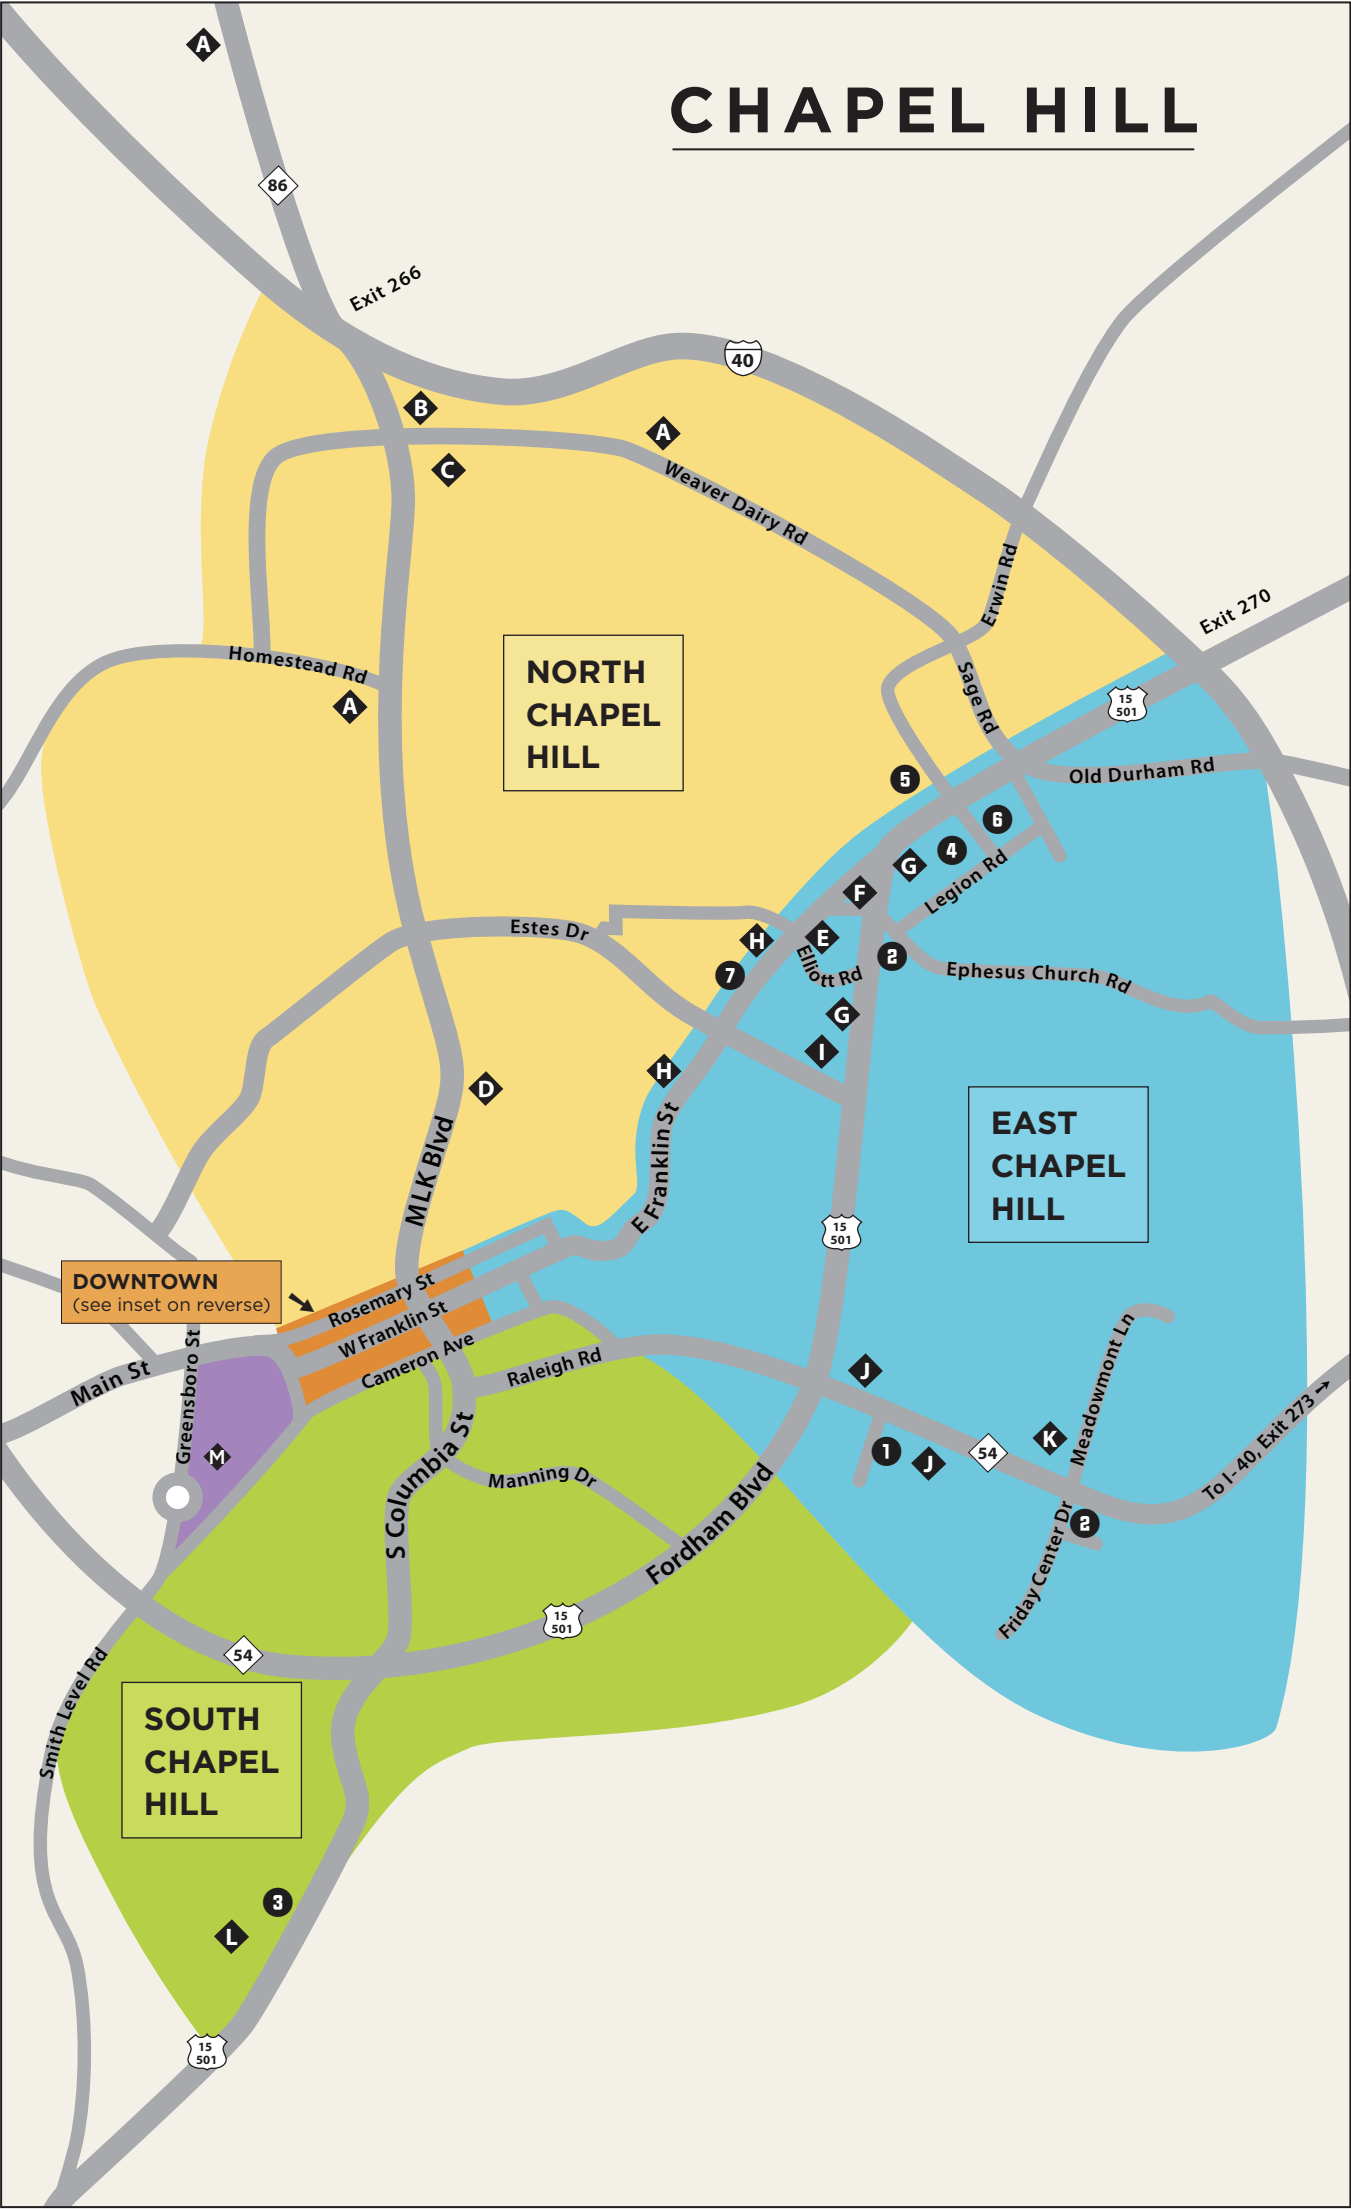 A
CHAPEL HILL
86
Exit 266
40
B
A
C
Weaver Dairy Rd
Erwin Rd
Exit 270
Homestead Rd
A
NORTH
CHAPEL
HILL
Sage Rd
15
501
Old Durham Rd
5
6
4
G
Legion Rd
F
Estes Dr
H
E
2
Elliott Rd
7
Ephesus Church Rd
G
I
H
D
MLK Blvd
E Franklin St
EAST
CHAPEL
HILL
15
501
DOWNTOWN
(see inset on reverse)
Rosemary St
W Franklin St
Cameron Ave
Raleigh Rd
Main St
Greensboro St
M
S Columbia St
Manning Dr
Fordham Blvd
J
1
J
54
K
Meadowmont Ln
To I-40, Exit 273
2
Friday Center Dr
15
501
54
Smith Level Rd
SOUTH
CHAPEL
HILL
3
L
15
501